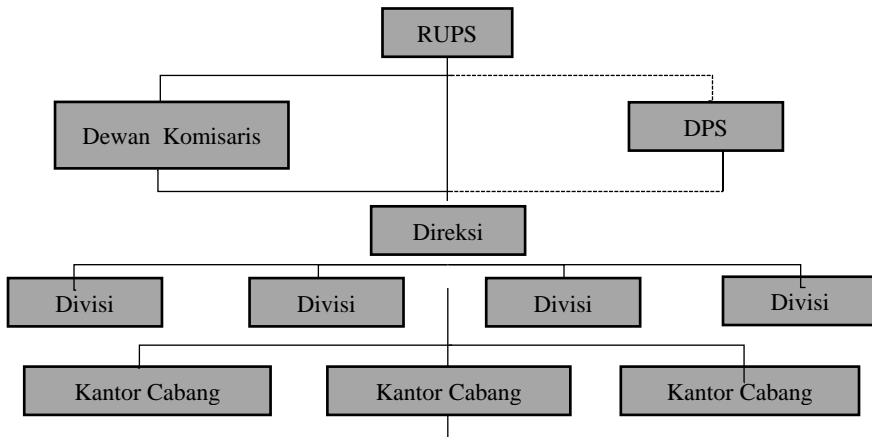 RUPS
Dewan Komisaris
DPS
Direksi
Divisi
Divisi
Divisi
Divisi
Kantor Cabang
Kantor Cabang
Kantor Cabang